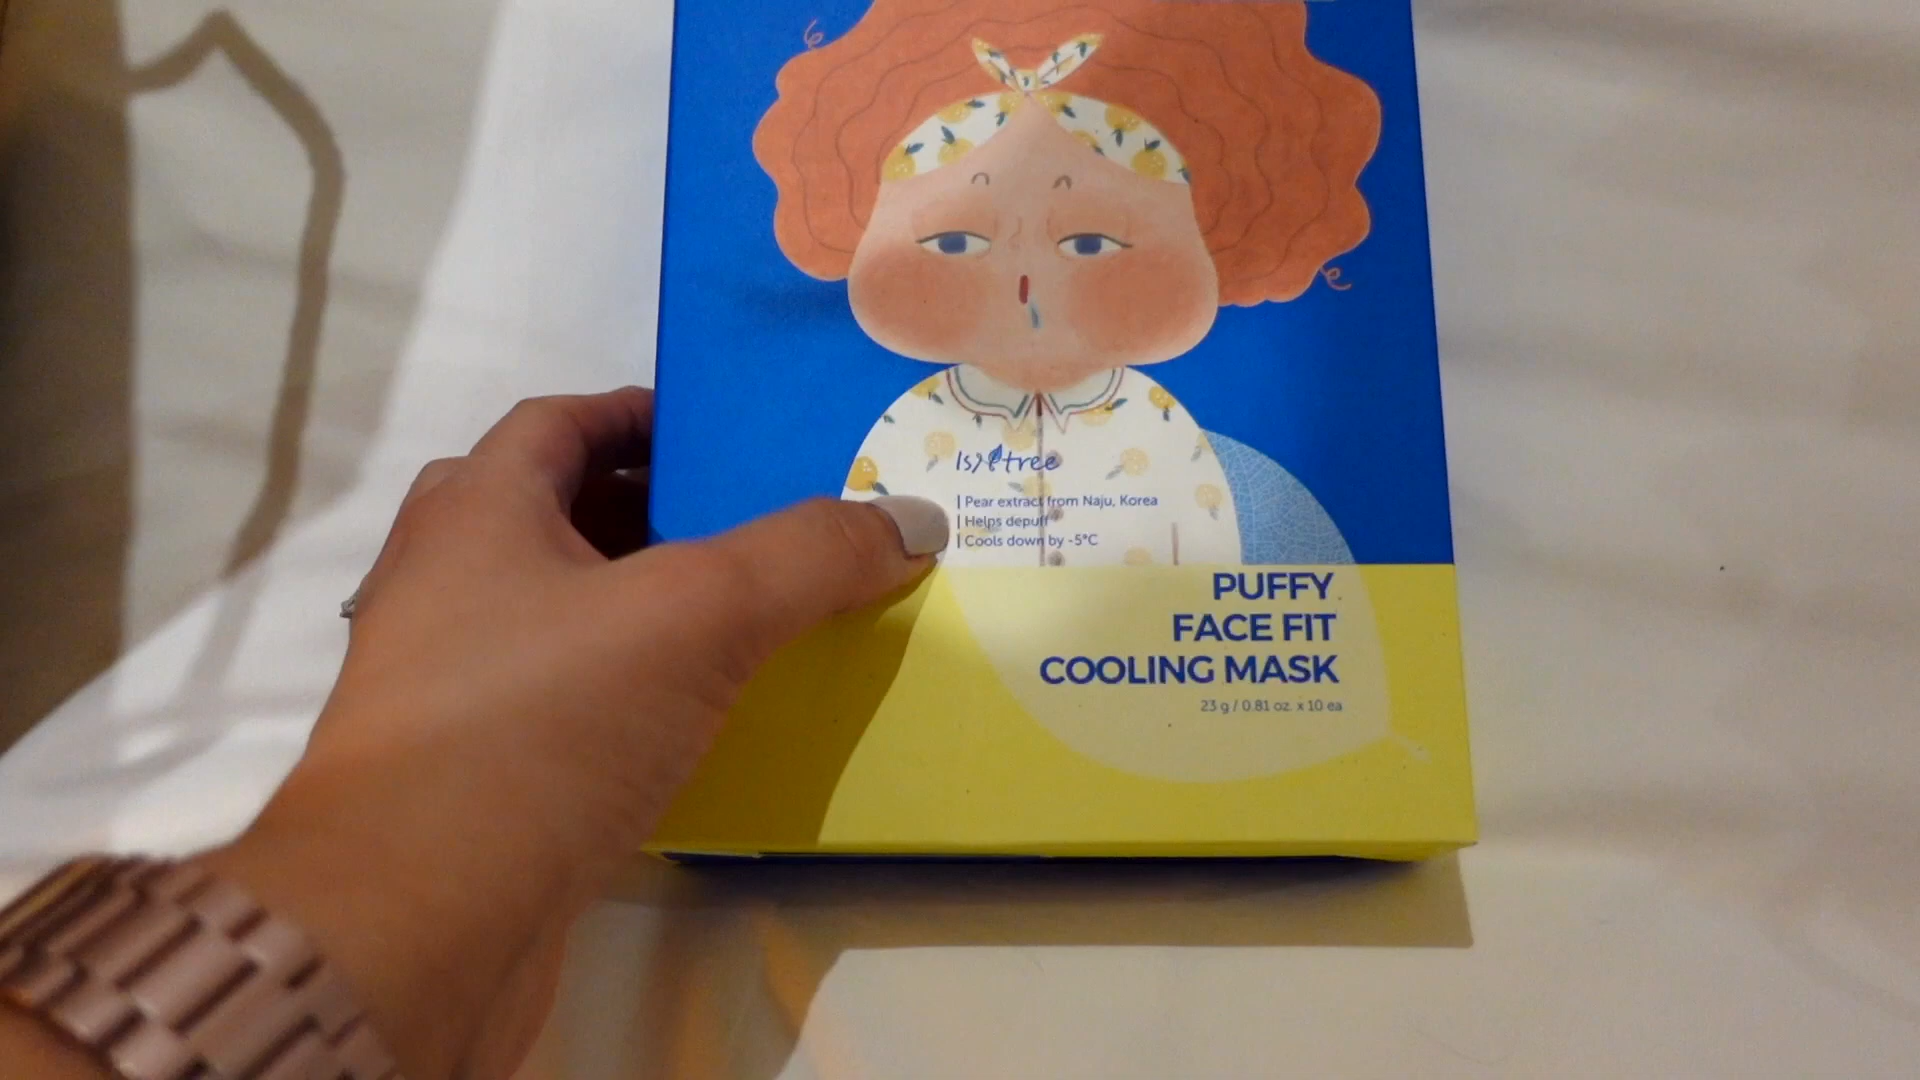 Isntree
Pear extract from Naju, Korea
Helps depuff
Cools down by -5°C
PUFFY
FACE FIT
COOLING MASK
23 g / 0.81 oz. x 10 ea